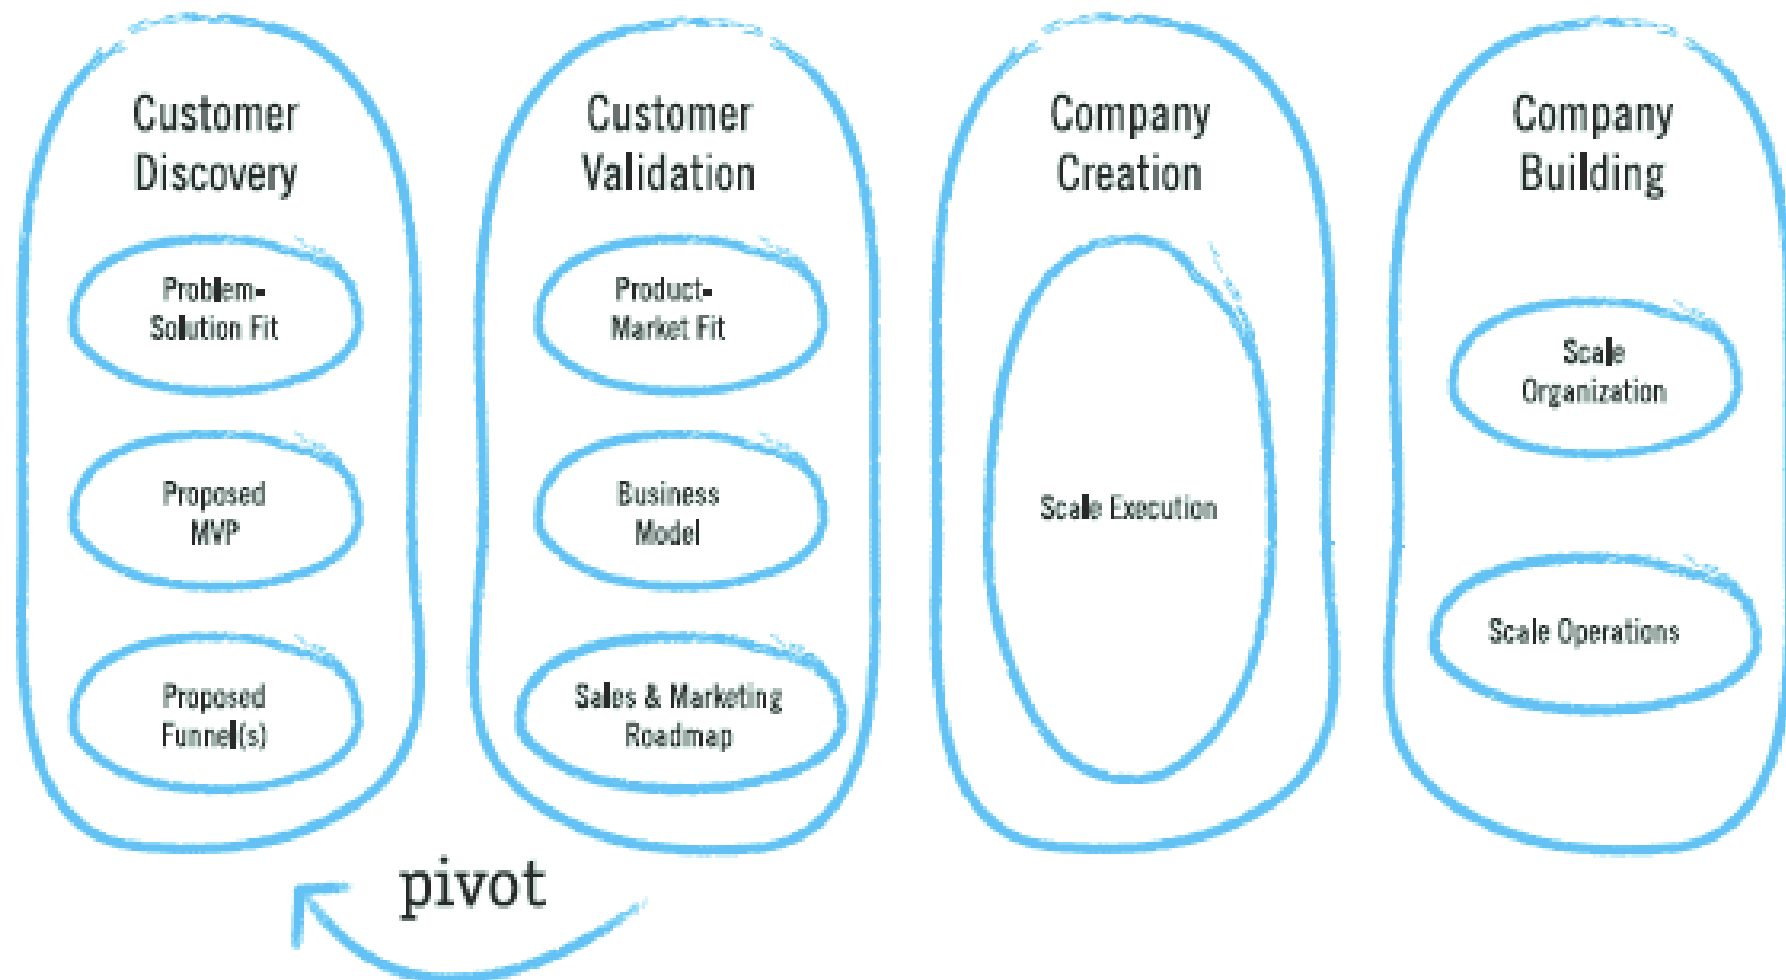 Customer
Discovery
Problem-
Solution Fit
Proposed
MVP
Proposed
Funnel(s)
Customer
Validation
Product-
Market Fit
Business
Model
Sales & Marketing
Roadmap
Company
Creation
Scale Execution
Company
Building
Scale
Organization
Scale Operations
pivot